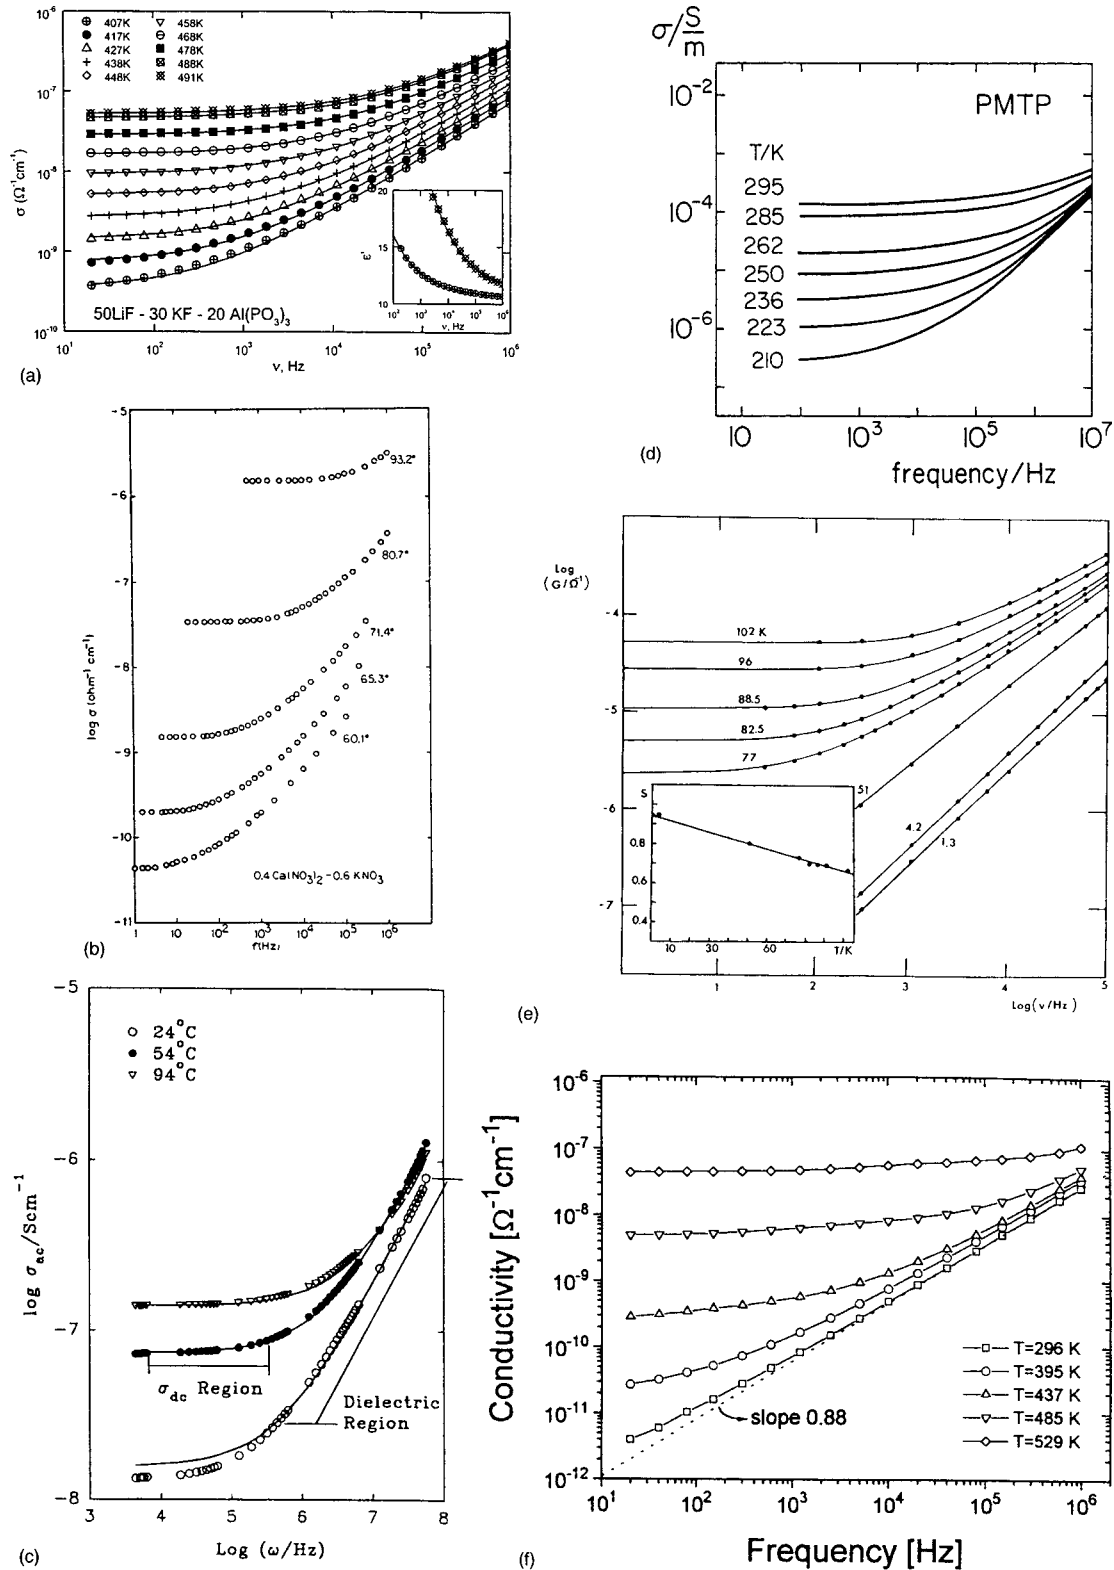 10⁻⁶
10⁻⁷
10⁻⁸
10⁻⁹
10⁻¹⁰
σ (Ω⁻¹cm⁻¹)
407K
417K
427K
438K
448K
458K
468K
478K
488K
491K
20
15
10
ε'
10² 10³ 10⁴ 10⁵ 10⁶
ν, Hz
50LiF - 30 KF - 20 Al(PO₃)₃
10¹ 10² 10³ 10⁴ 10⁵ 10⁶
ν, Hz
(a)
σ/S/m
PMTP
10⁻²
10⁻⁴
10⁻⁶
T/K
295
285
262
250
236
223
210
10 10³ 10⁵ 10⁷
frequency/Hz
(d)
-5
-6
-7
-8
-9
-10
-11
log σ (ohm⁻¹ cm⁻¹)
93.2°
80.7°
71.4°
65.3°
60.1°
0.4 Ca(NO₃)₂-0.6 KNO₃
1 10 10² 10³ 10⁴ 10⁵ 10⁶
f(Hz)
(b)
log
(G/Ω⁻¹)
-4
-5
-6
-7
102 K
96
88.5
82.5
77
51
4.2
1.3
S
0.8
0.6
0.4
10 30 60 T/K
1 2 3 4 5
Log(ν/Hz)
(e)
-5
-6
-7
-8
log σac/Scm⁻¹
24°C
54°C
94°C
σdc Region
Dielectric
Region
3 4 5 6 7 8
Log (ω/Hz)
(c)
10⁻⁶
10⁻⁷
10⁻⁸
10⁻⁹
10⁻¹⁰
10⁻¹¹
10⁻¹²
Conductivity [Ω⁻¹cm⁻¹]
T=296 K
T=395 K
T=437 K
T=485 K
T=529 K
slope 0.88
10¹ 10² 10³ 10⁴ 10⁵ 10⁶
Frequency [Hz]
(f)